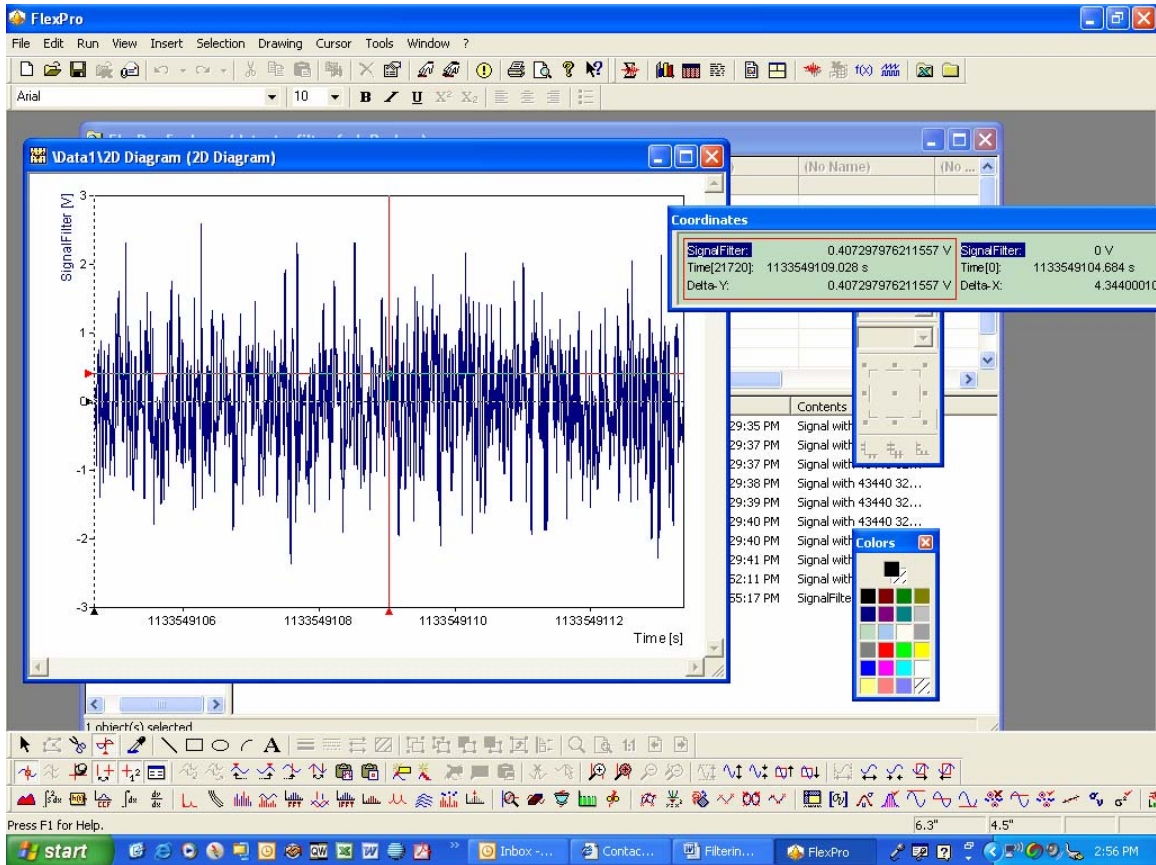 FlexPro
File Edit Run View Insert Selection Drawing Cursor Tools Window ?
Arial 10 B I U X² X₂
\Data1\2D Diagram (2D Diagram)
(No Name) (No ...
SignalFilter [V]
3
2
1
0
-1
-2
-3
1133549106 1133549108 1133549110 1133549112
Time [s]
Coordinates
SignalFilter: 0.407297976211557 V SignalFilter: 0 V
Time[21720]: 1133549109.028 s Time[0]: 1133549104.684 s
Delta-Y: 0.407297976211557 V Delta-X: 4.34400010
Contents
29:35 PM Signal with
29:37 PM Signal with
29:37 PM Signal with
29:38 PM Signal with 43440 32...
29:39 PM Signal with 43440 32...
29:40 PM Signal with 43440 32...
29:40 PM Signal with
29:41 PM Signal with
52:11 PM Signal with
55:17 PM SignalFilte
Colors
1 object(s) selected
Press F1 for Help. 6.3" 4.5"
start Inbox -... Contac... Filterin... FlexPro 2:56 PM